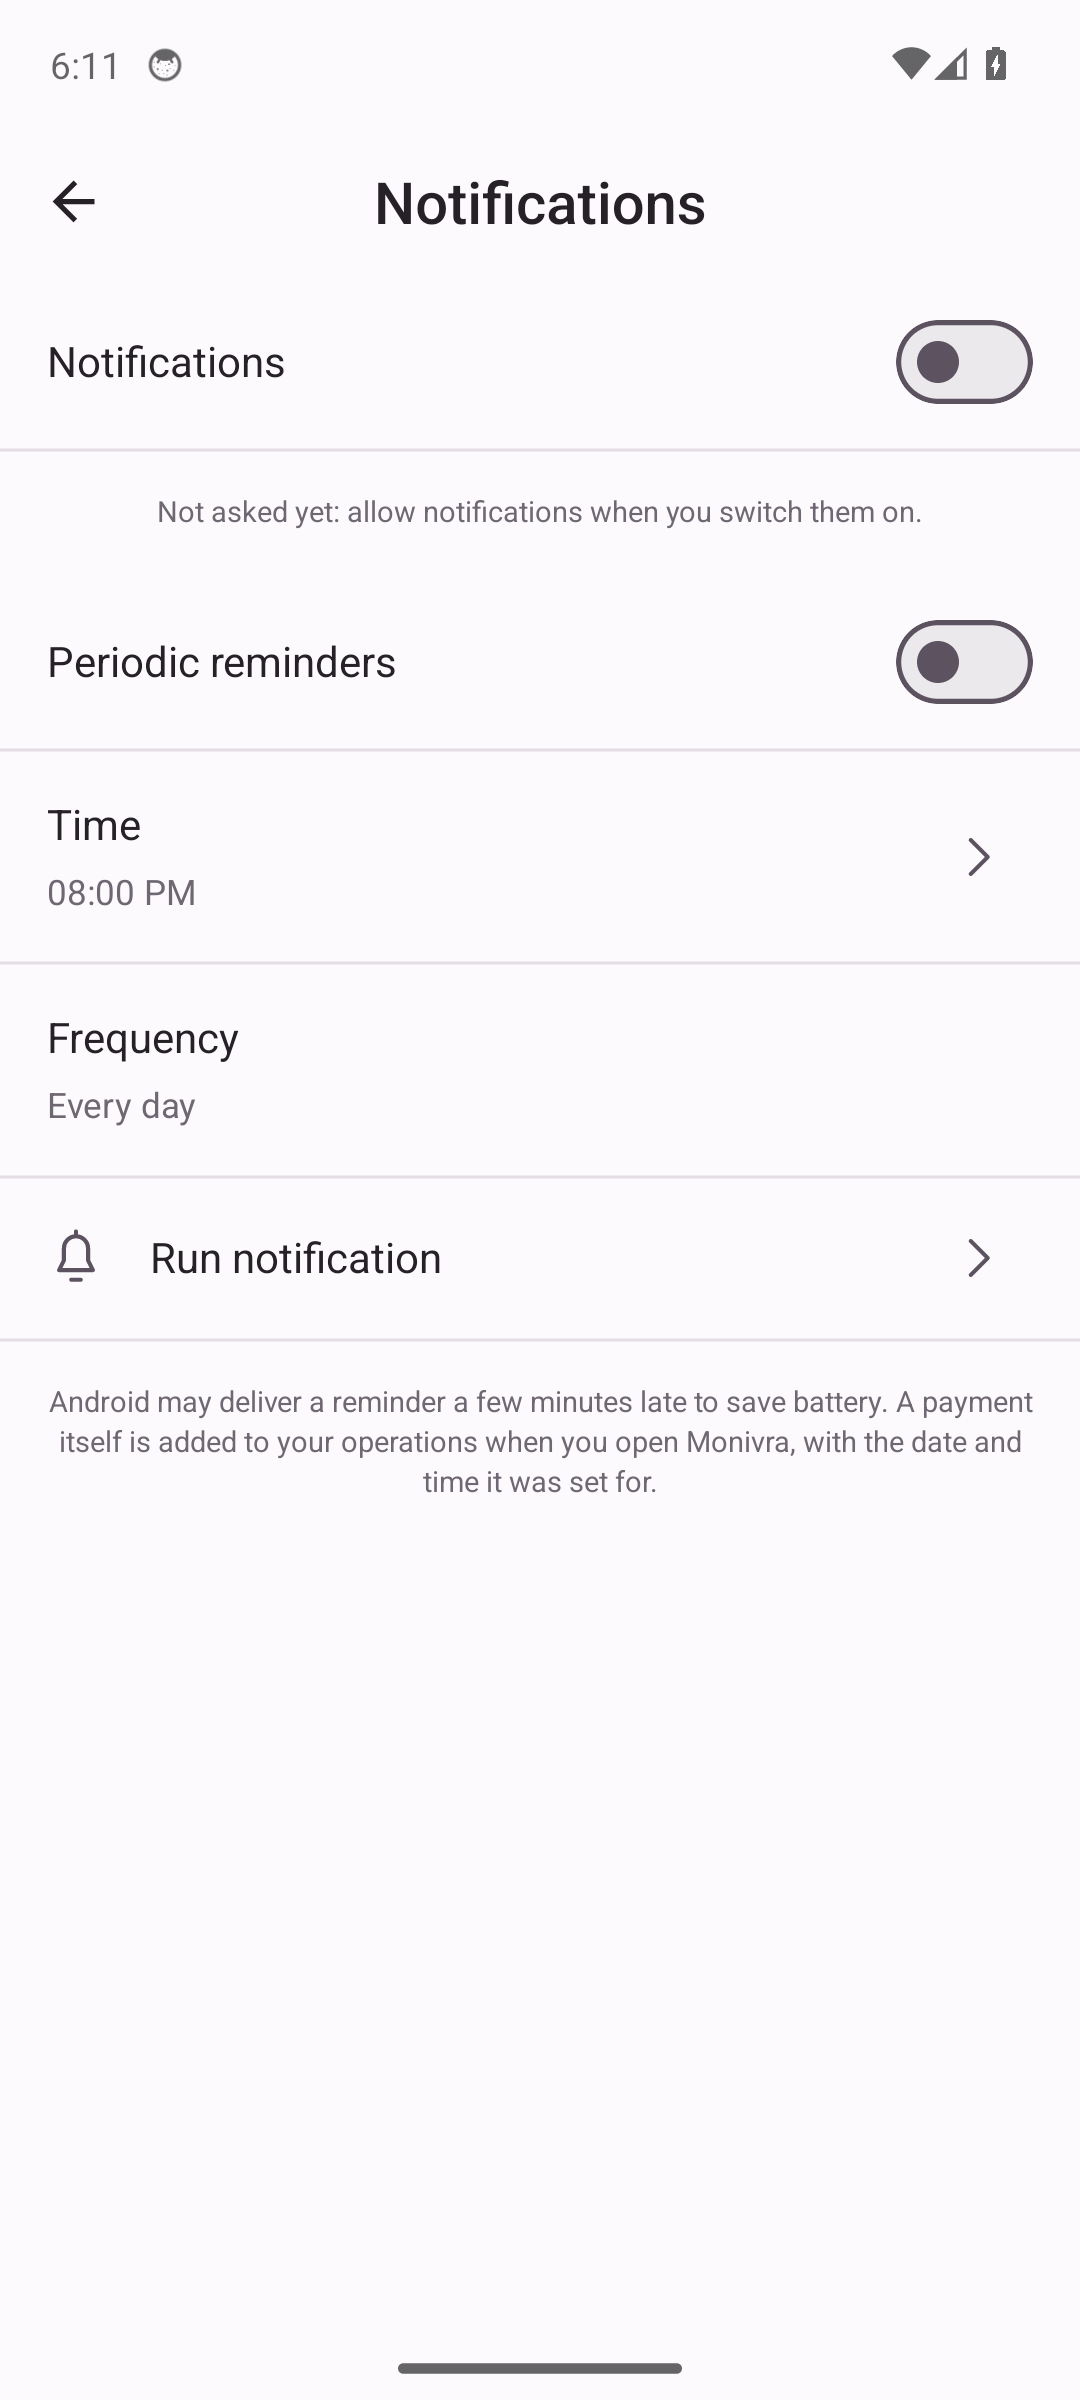 6:11
Notifications
Notifications
Not asked yet: allow notifications when you switch them on.
Periodic reminders
Time
08:00 PM
Frequency
Every day
Run notification
Android may deliver a reminder a few minutes late to save battery. A payment
itself is added to your operations when you open Monivra, with the date and
time it was set for.